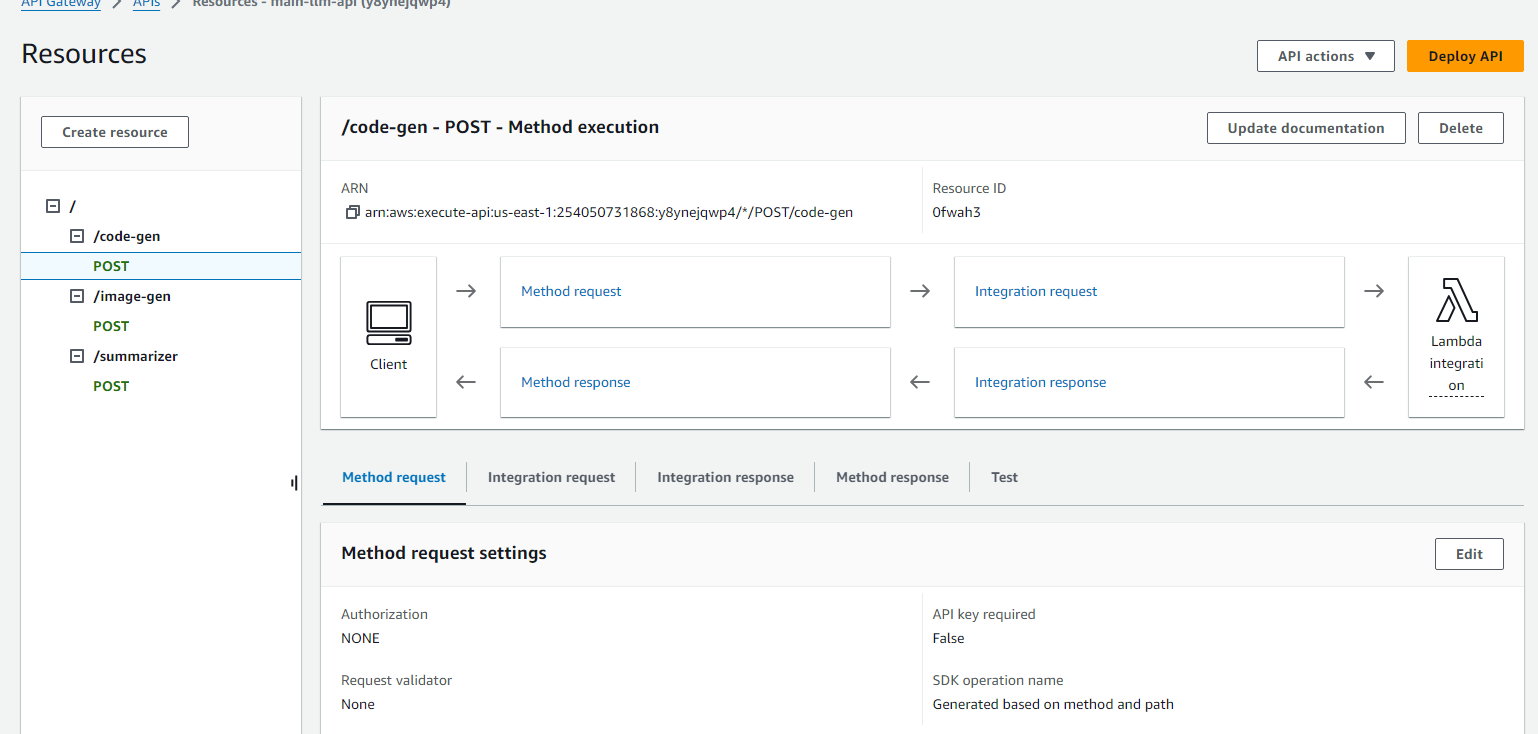 API Gateway > APIs > Resources - main-llm-api (y8ynejqwp4)
Resources
API actions ▼
Deploy API
Create resource
/
/code-gen
POST
/image-gen
POST
/summarizer
POST
/code-gen - POST - Method execution
Update documentation
Delete
ARN
arn:aws:execute-api:us-east-1:254050731868:y8ynejqwp4/*/POST/code-gen
Resource ID
0fwah3
Client
Method request
Integration request
Method response
Integration response
Lambda
integrati
on
Method request
Integration request
Integration response
Method response
Test
Method request settings
Edit
Authorization
NONE
API key required
False
Request validator
None
SDK operation name
Generated based on method and path